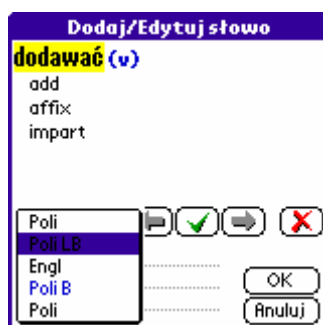 Dodaj/Edytuj słowo
dodawać (v)
add
affix
impart
Poli
Poli LB
Engl
Poli B
Poli
OK
Anuluj